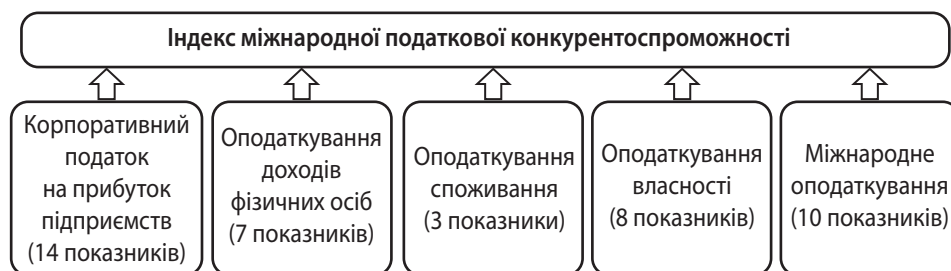 Індекс міжнародної податкової конкурентоспроможності
Корпоративний
податок
на прибуток
підприємств
(14 показників)
Оподаткування
доходів
фізичних осіб
(7 показників)
Оподаткування
споживання
(3 показники)
Оподаткування
власності
(8 показників)
Міжнародне
оподаткування
(10 показників)